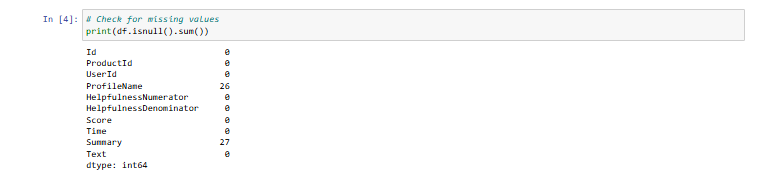 In [4]: # Check for missing values
print(df.isnull().sum())
Id 0
ProductId 0
UserId 0
ProfileName 26
HelpfulnessNumerator 0
HelpfulnessDenominator 0
Score 0
Time 0
Summary 27
Text 0
dtype: int64